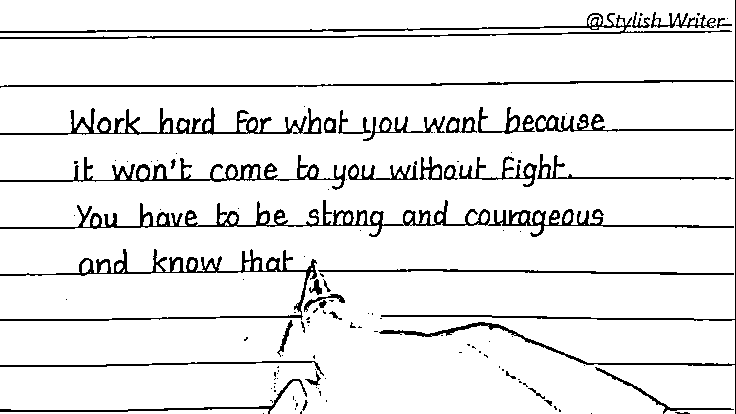 @Stylish Writer
Work hard for what you want because
it won't come to you without fight.
You have to be strong and courageous
and know that